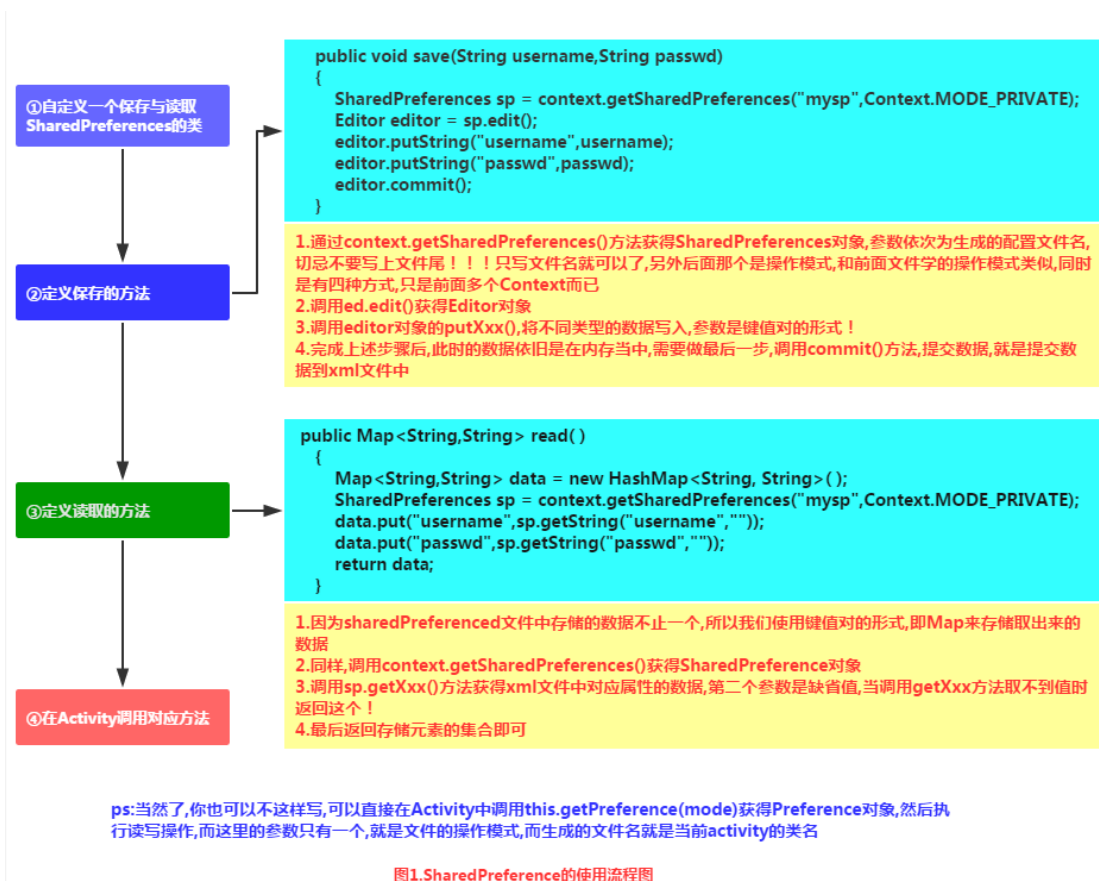 ①自定义一个保存与读取
SharedPreferences的类
public void save(String username,String passwd)
{
SharedPreferences sp = context.getSharedPreferences("mysp",Context.MODE_PRIVATE);
Editor editor = sp.edit();
editor.putString("username",username);
editor.putString("passwd",passwd);
editor.commit();
}
②定义保存的方法
1.通过context.getSharedPreferences()方法获得SharedPreferences对象,参数依次为生成的配置文件名,
切忌不要写上文件尾！！！只写文件名就可以了,另外后面那个是操作模式,和前面文件学的操作模式类似,同时
是有四种方式,只是前面多个Context而已
2.调用ed.edit()获得Editor对象
3.调用editor对象的putXxx(),将不同类型的数据写入,参数是键值对的形式！
4.完成上述步骤后,此时的数据依旧是在内存当中,需要做最后一步,调用commit()方法,提交数据,就是提交数
据到xml文件中
③定义读取的方法
public Map<String,String> read( )
{
Map<String,String> data = new HashMap<String, String>( );
SharedPreferences sp = context.getSharedPreferences("mysp",Context.MODE_PRIVATE);
data.put("username",sp.getString("username",""));
data.put("passwd",sp.getString("passwd",""));
return data;
}
1.因为sharedPreferenced文件中存储的数据不止一个,所以我们使用键值对的形式,即Map来存储取出来的
数据
2.同样,调用context.getSharedPreferences()获得SharedPreference对象
3.调用sp.getXxx()方法获得xml文件中对应属性的数据,第二个参数是缺省值,当调用getXxx方法取不到值时
返回这个！
4.最后返回存储元素的集合即可
④在Activity调用对应方法
ps:当然了,你也可以不这样写,可以直接在Activity中调用this.getPreference(mode)获得Preference对象,然后执
行读写操作,而这里的参数只有一个,就是文件的操作模式,而生成的文件名就是当前activity的类名
图1.SharedPreference的使用流程图